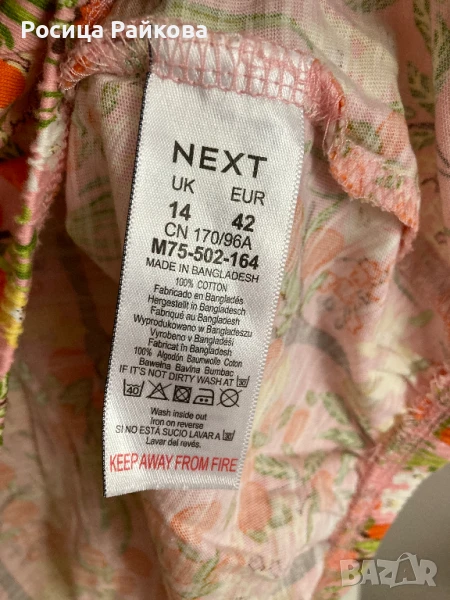 Росица Райкова
NEXT
UK EUR
14 42
CN 170/96A
M75-502-164
MADE IN BANGLADESH
100% COTTON
Fabricado en Bangladés
Hergestellt in Bangladesch
Fabriqué au Bangladesh
Wyprodukowano w Bangladeszu
Vyrobeno v Bangladéši
Fabricat în Bangladesh
100% Algodón Baumwolle Coton
Bawełna Bavlna Bumbac
IF IT'S NOT DIRTY WASH AT 30
40
Wash inside out
Iron on reverse
SI NO ESTÁ SUCIO LAVAR A 30
Lavar del revés.
KEEP AWAY FROM FIRE
BAZAR